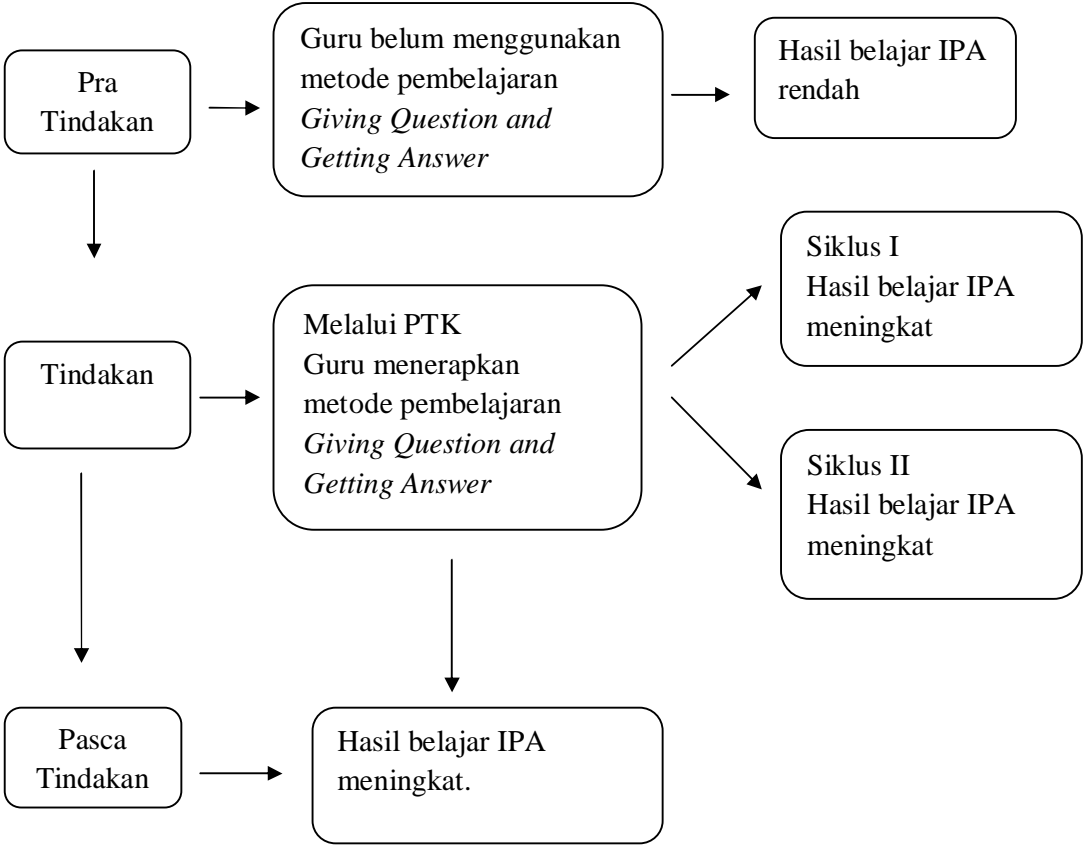 Pra
Tindakan
Guru belum menggunakan
metode pembelajaran
Giving Question and
Getting Answer
Hasil belajar IPA
rendah
Tindakan
Melalui PTK
Guru menerapkan
metode pembelajaran
Giving Question and
Getting Answer
Siklus I
Hasil belajar IPA
meningkat
Siklus II
Hasil belajar IPA
meningkat
Pasca
Tindakan
Hasil belajar IPA
meningkat.